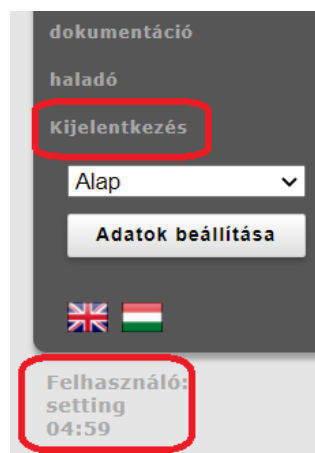 dokumentáció
haladó
Kijelentkezés
Alap
Adatok beállítása
Felhasználó:
setting
04:59